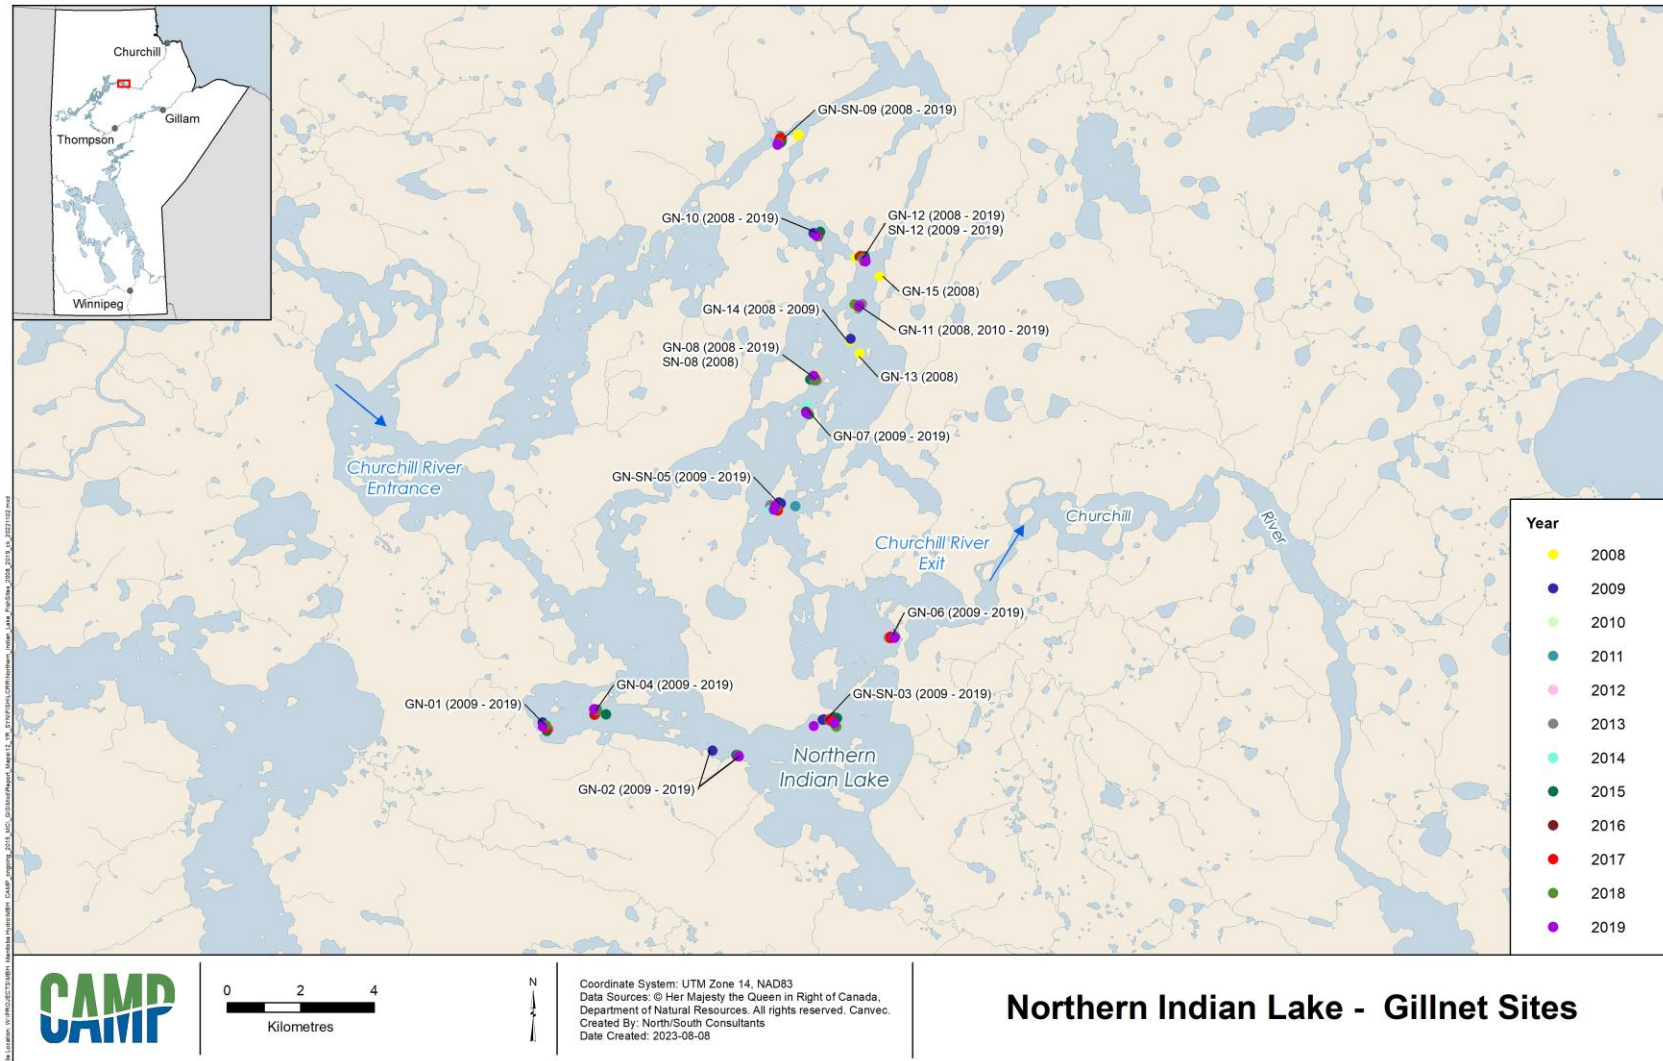 Churchill
Gillam
Thompson
Winnipeg
GN-SN-09 (2008 - 2019)
GN-10 (2008 - 2019)
GN-12 (2008 - 2019)
SN-12 (2009 - 2019)
GN-15 (2008)
GN-14 (2008 - 2009)
GN-11 (2008, 2010 - 2019)
GN-08 (2008 - 2019)
SN-08 (2008)
GN-13 (2008)
GN-07 (2009 - 2019)
Churchill River
Entrance
GN-SN-05 (2009 - 2019)
Churchill
River
Churchill River
Exit
GN-06 (2009 - 2019)
GN-04 (2009 - 2019)
GN-SN-03 (2009 - 2019)
GN-01 (2009 - 2019)
Northern
Indian Lake
GN-02 (2009 - 2019)
Year
2008
2009
2010
2011
2012
2013
2014
2015
2016
2017
2018
2019
CAMP
0 2 4
Kilometres
N
Coordinate System: UTM Zone 14, NAD83
Data Sources: © Her Majesty the Queen in Right of Canada,
Department of Natural Resources. All rights reserved. Canvec.
Created By: North/South Consultants
Date Created: 2023-08-08
Northern Indian Lake - Gillnet Sites